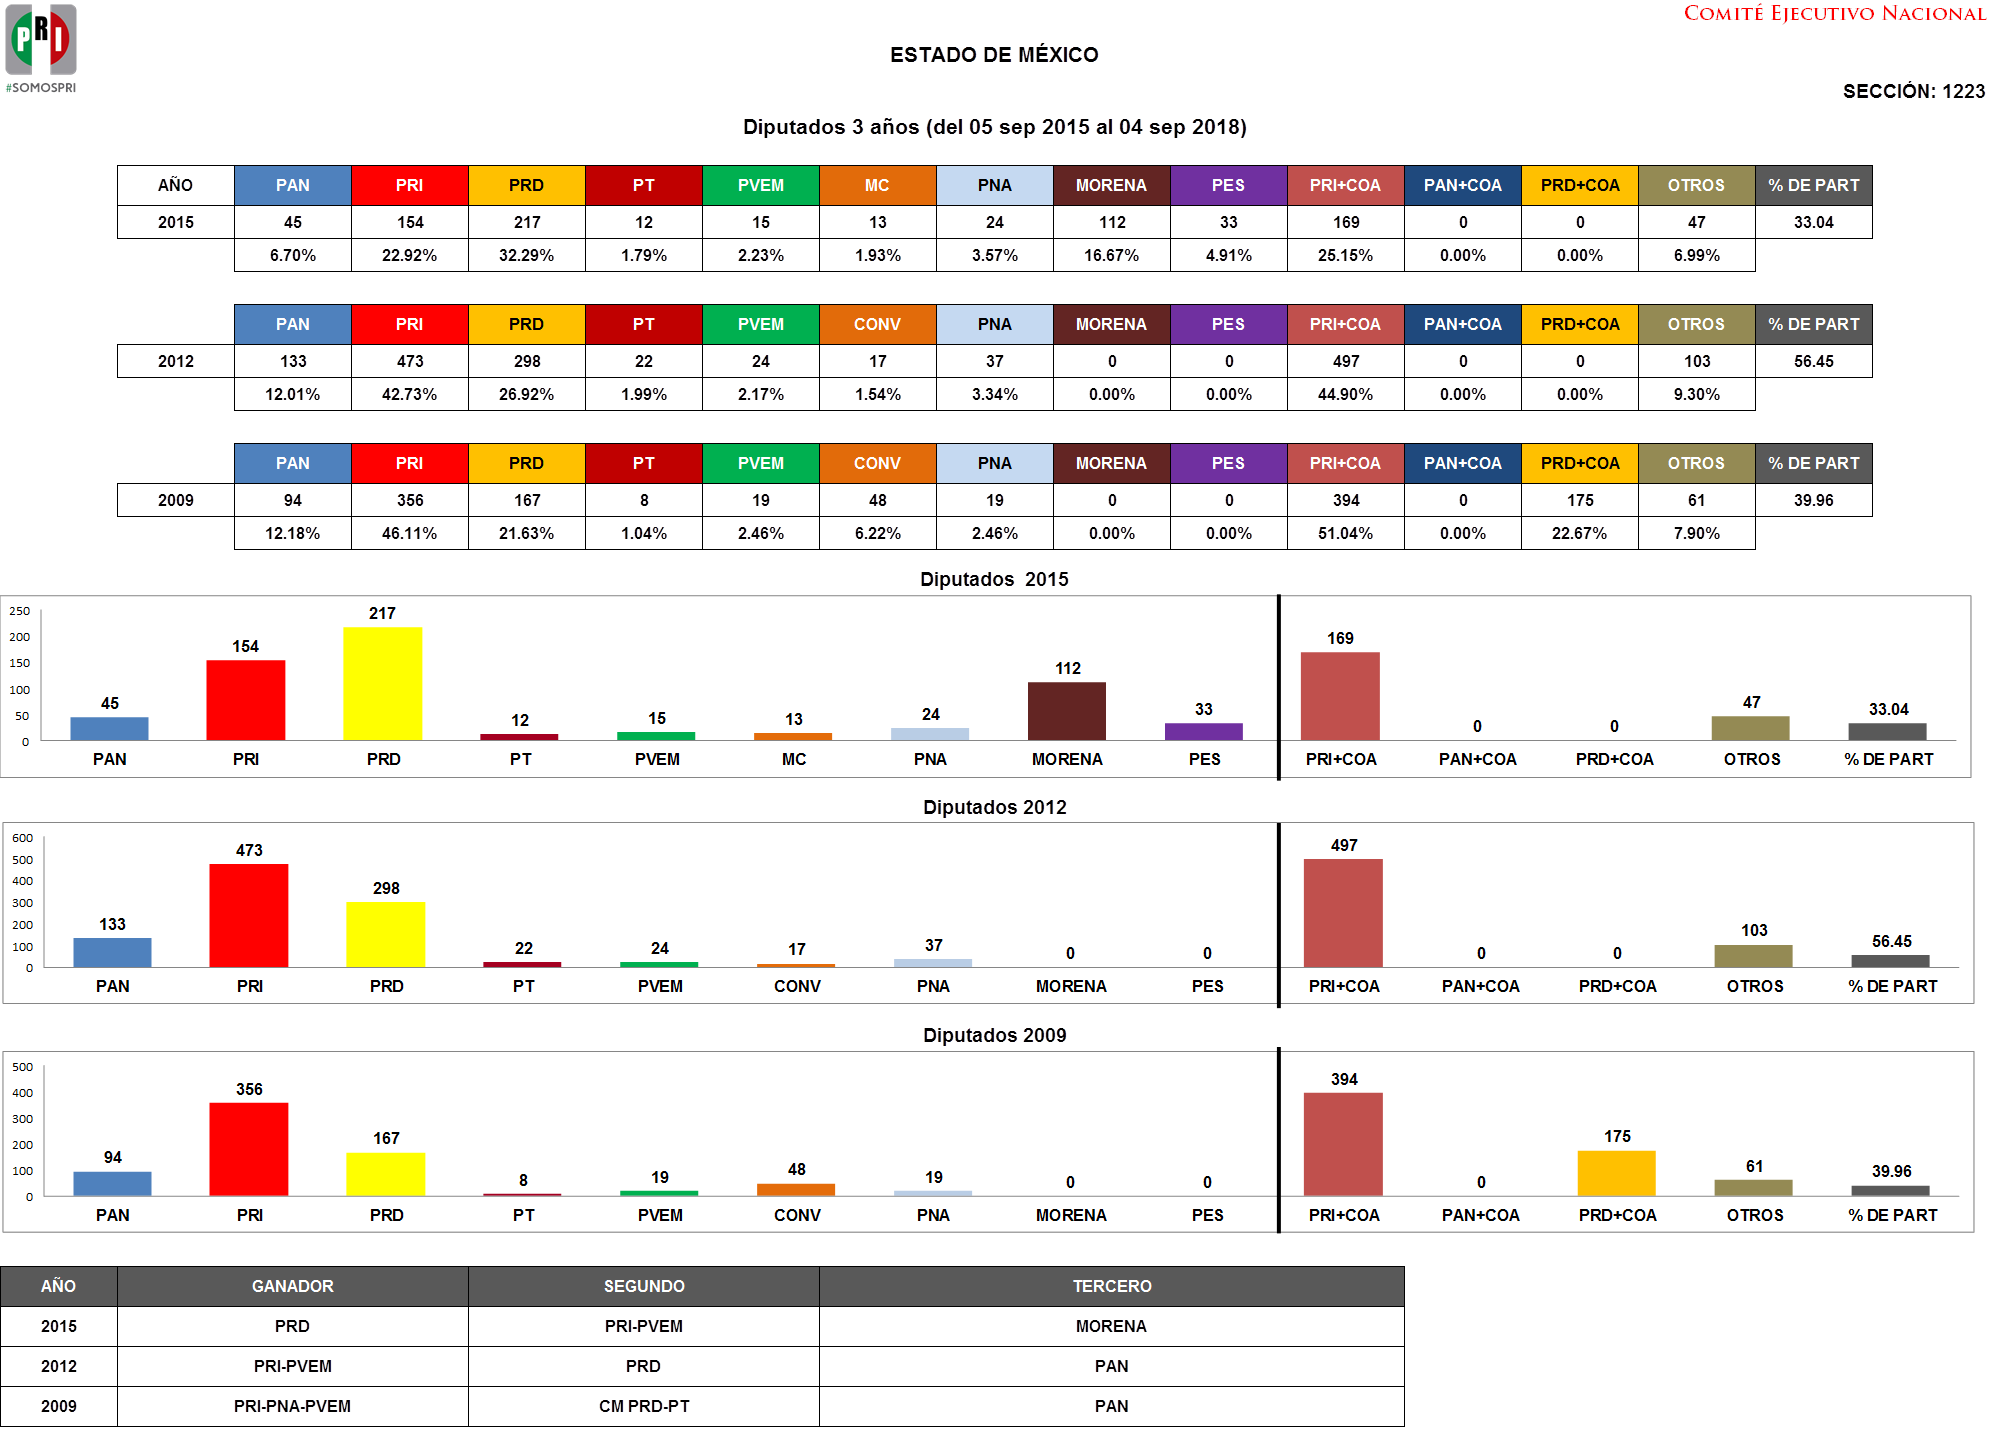 PRI
#SOMOSPRI
COMITÉ EJECUTIVO NACIONAL
ESTADO DE MÉXICO
SECCIÓN: 1223
Diputados 3 años (del 05 sep 2015 al 04 sep 2018)
AÑO PAN PRI PRD PT PVEM MC PNA MORENA PES PRI+COA PAN+COA PRD+COA OTROS % DE PART
2015 45 154 217 12 15 13 24 112 33 169 0 0 47 33.04
6.70% 22.92% 32.29% 1.79% 2.23% 1.93% 3.57% 16.67% 4.91% 25.15% 0.00% 0.00% 6.99%
PAN PRI PRD PT PVEM CONV PNA MORENA PES PRI+COA PAN+COA PRD+COA OTROS % DE PART
2012 133 473 298 22 24 17 37 0 0 497 0 0 103 56.45
12.01% 42.73% 26.92% 1.99% 2.17% 1.54% 3.34% 0.00% 0.00% 44.90% 0.00% 0.00% 9.30%
PAN PRI PRD PT PVEM CONV PNA MORENA PES PRI+COA PAN+COA PRD+COA OTROS % DE PART
2009 94 356 167 8 19 48 19 0 0 394 0 175 61 39.96
12.18% 46.11% 21.63% 1.04% 2.46% 6.22% 2.46% 0.00% 0.00% 51.04% 0.00% 22.67% 7.90%
Diputados 2015
250
200
150
100
50
0
45 154 217 12 15 13 24 112 33 169 0 0 47 33.04
PAN PRI PRD PT PVEM MC PNA MORENA PES PRI+COA PAN+COA PRD+COA OTROS % DE PART
Diputados 2012
600
500
400
300
200
100
0
133 473 298 22 24 17 37 0 0 497 0 0 103 56.45
PAN PRI PRD PT PVEM CONV PNA MORENA PES PRI+COA PAN+COA PRD+COA OTROS % DE PART
Diputados 2009
500
400
300
200
100
0
94 356 167 8 19 48 19 0 0 394 0 175 61 39.96
PAN PRI PRD PT PVEM CONV PNA MORENA PES PRI+COA PAN+COA PRD+COA OTROS % DE PART
AÑO GANADOR SEGUNDO TERCERO
2015 PRD PRI-PVEM MORENA
2012 PRI-PVEM PRD PAN
2009 PRI-PNA-PVEM CM PRD-PT PAN